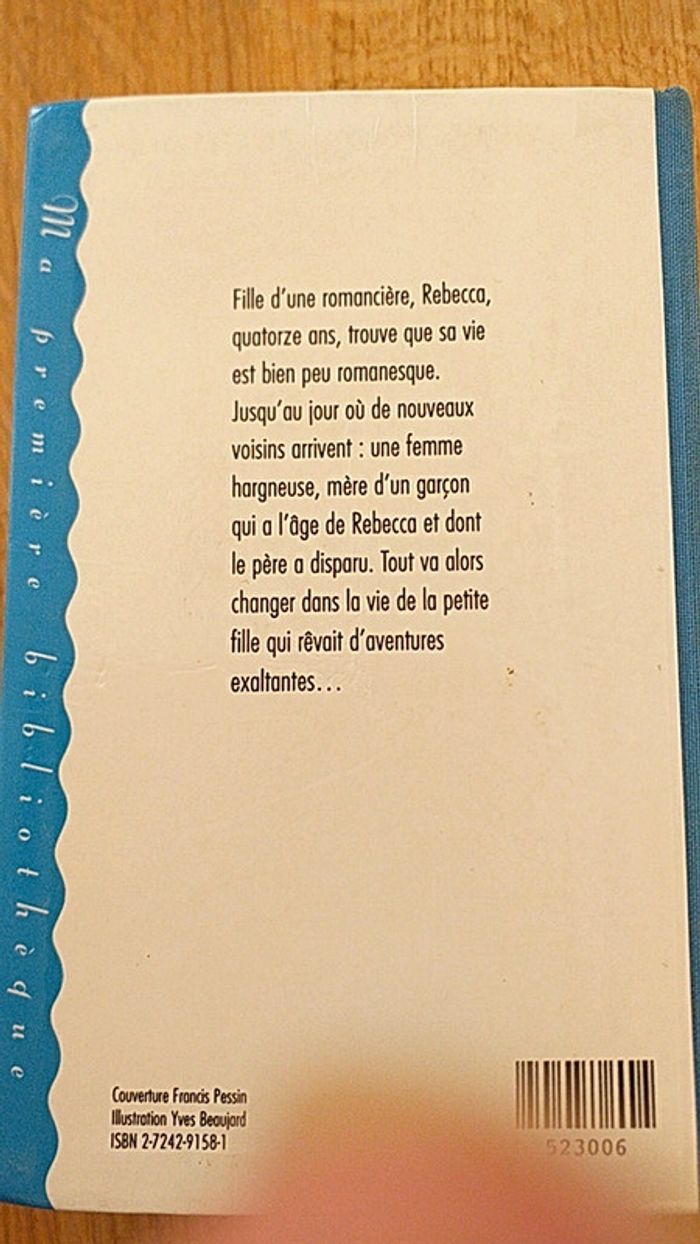 Ma première bibliothèque
Fille d'une romancière, Rebecca,
quatorze ans, trouve que sa vie
est bien peu romanesque.
Jusqu'au jour où de nouveaux
voisins arrivent : une femme
hargneuse, mère d'un garçon
qui a l'âge de Rebecca et dont
le père a disparu. Tout va alors
changer dans la vie de la petite
fille qui rêvait d'aventures
exaltantes...
Couverture Francis Pessin
Illustration Yves Beaujard
ISBN 2-7242-9158-1
523006